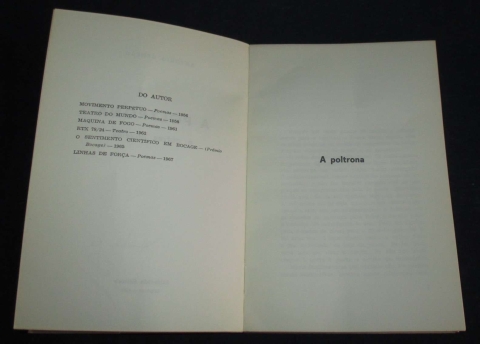 DO AUTOR
MOVIMENTO PERPÉTUO — Poemas — 1956
TEATRO DO MUNDO — Poemas — 1958
MÁQUINA DE FOGO — Poemas — 1961
RTX 78/24 — Teatro — 1963
O SENTIMENTO CIENTÍFICO EM BOCAGE —
Ensaio) — 1965
LINHAS DE FORÇA — Poemas — 1967
A poltrona